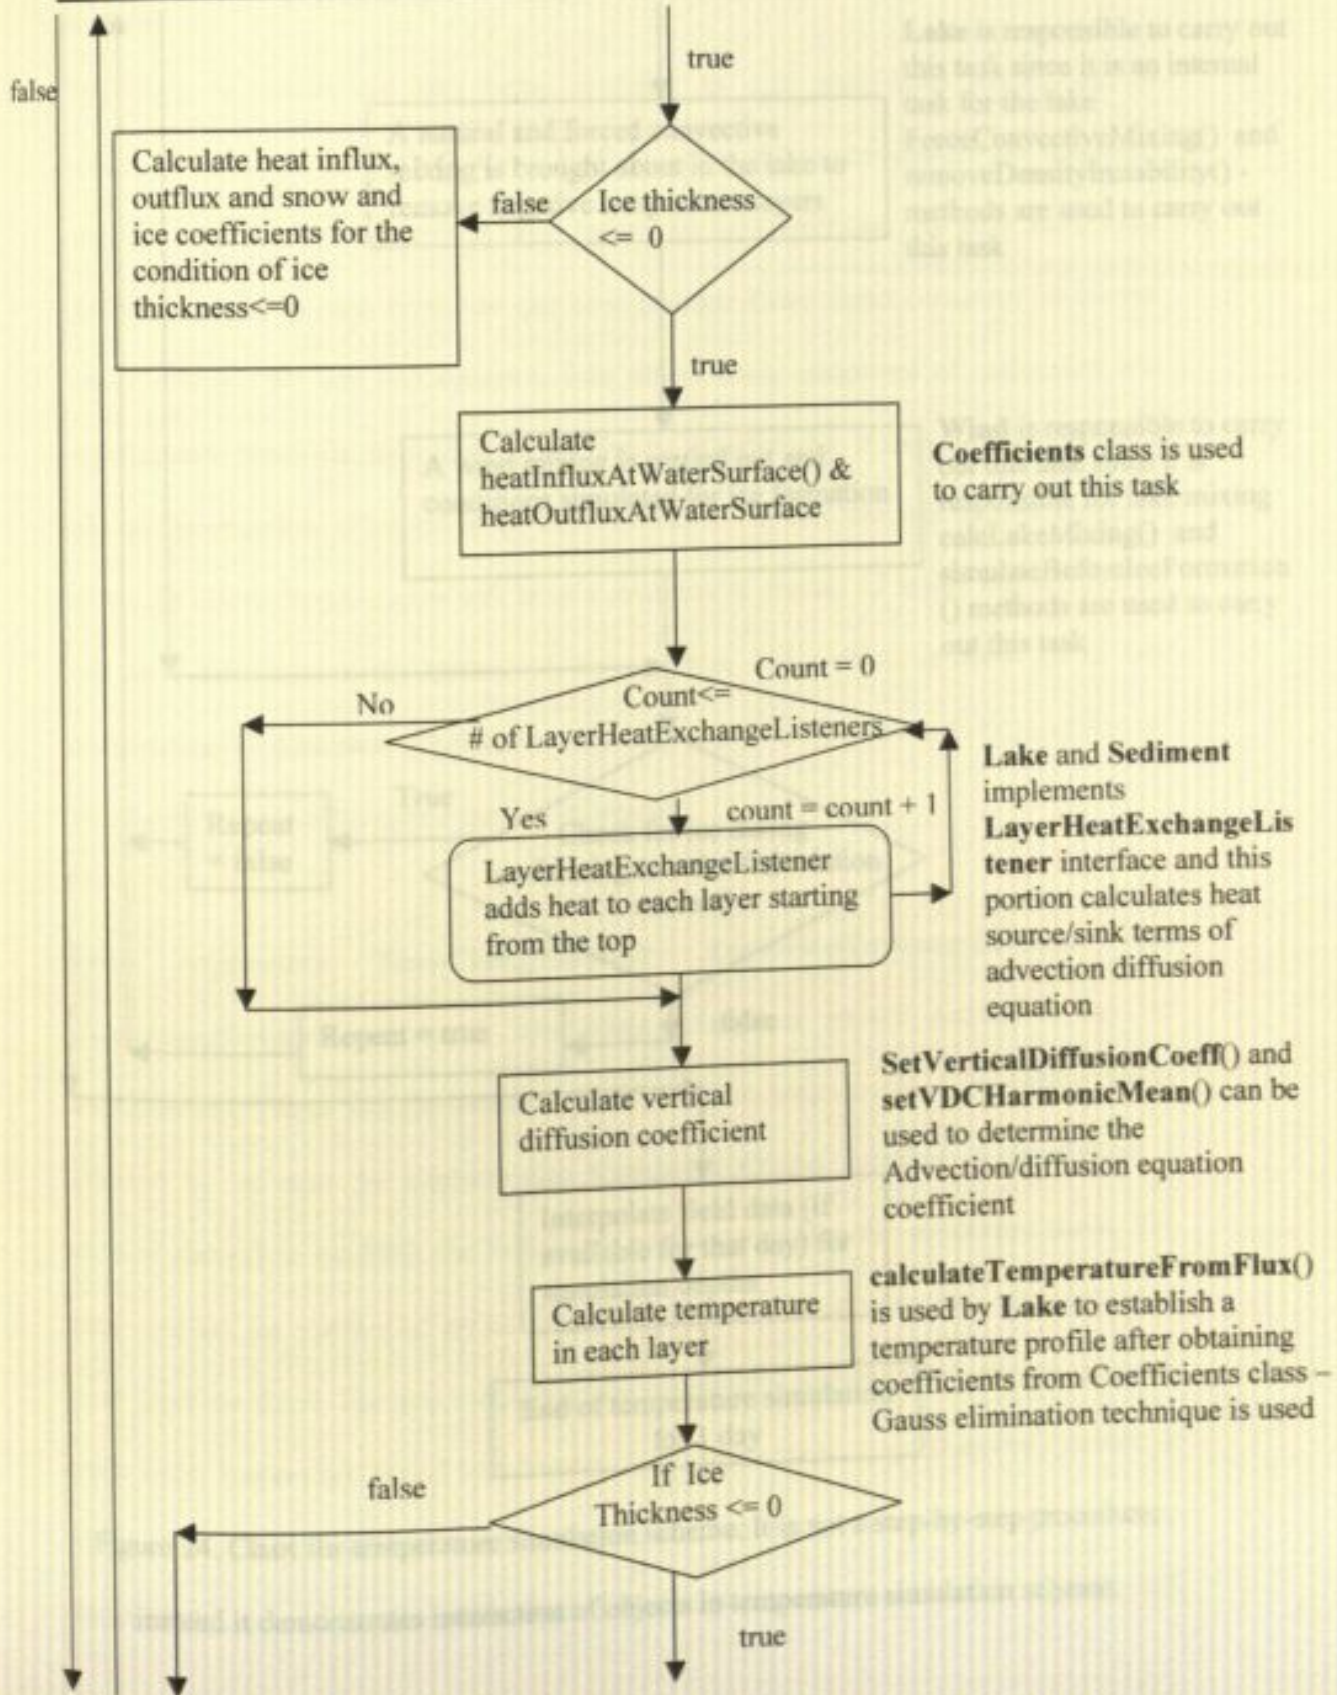 true
false
Calculate heat influx,
outflux and snow and
ice coefficients for the
condition of ice
thickness<=0
false
Ice thickness
<= 0
true
Calculate
heatInfluxAtWaterSurface() &
heatOutfluxAtWaterSurface
Coefficients class is used
to carry out this task
Count = 0
No
Count<=
# of LayerHeatExchangeListeners
Yes
count = count + 1
LayerHeatExchangeListener
adds heat to each layer starting
from the top
Lake and Sediment
implements
LayerHeatExchangeLis
tener interface and this
portion calculates heat
source/sink terms of
advection diffusion
equation
Calculate vertical
diffusion coefficient
SetVerticalDiffusionCoeff() and
setVDCHarmonicMean() can be
used to determine the
Advection/diffusion equation
coefficient
Calculate temperature
in each layer
calculateTemperatureFromFlux()
is used by Lake to establish a
temperature profile after obtaining
coefficients from Coefficients class –
Gauss elimination technique is used
false
If Ice
Thickness <= 0
true